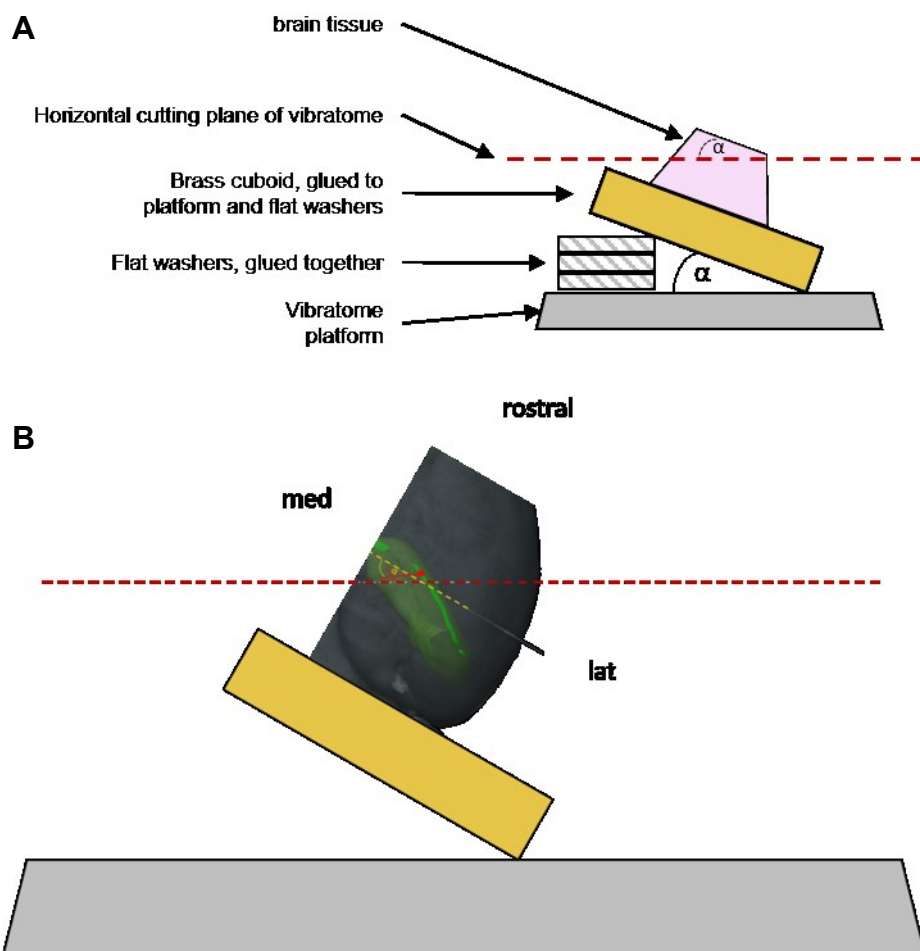 A
brain tissue
Horizontal cutting plane of vibratome
α
Brass cuboid, glued to
platform and flat washers
Flat washers, glued together
α
Vibratome
platform
rostral
B
med
lat